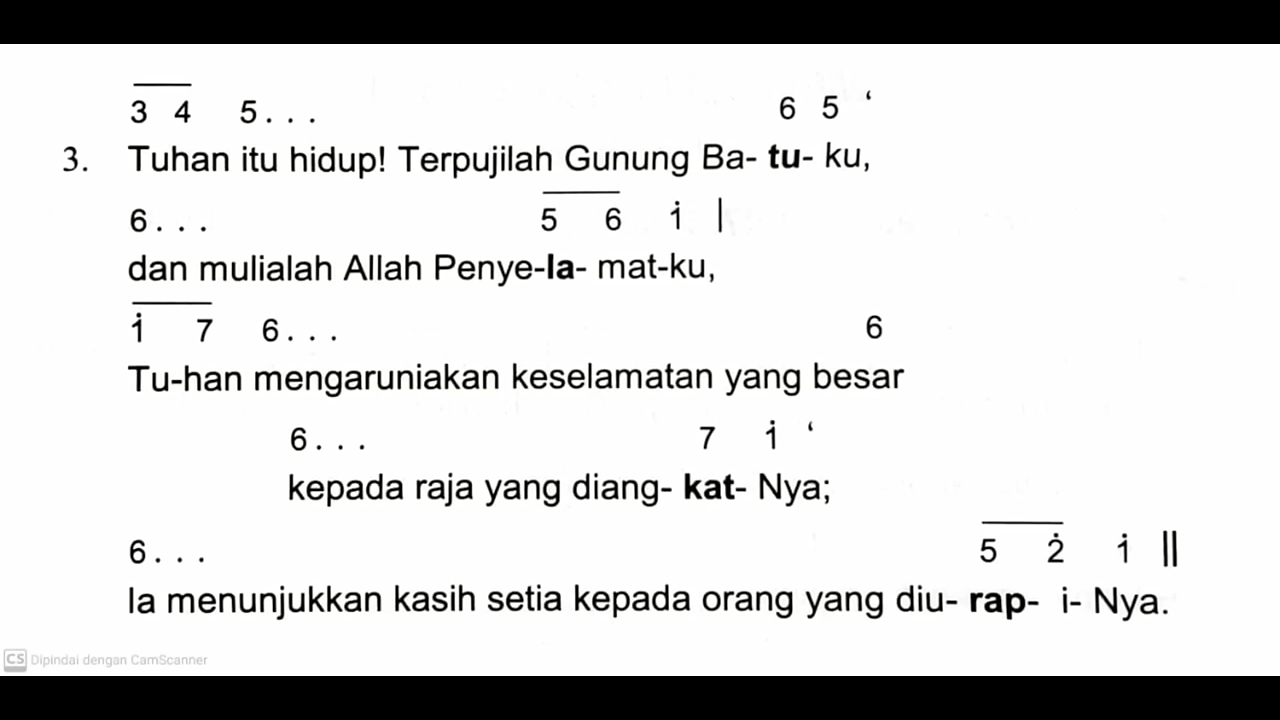 3 4 5... 6 5 ‘
3. Tuhan itu hidup! Terpujilah Gunung Ba- tu- ku,
6... 5 6 i̇ |
dan mulialah Allah Penye-la- mat-ku,
i̇ 7 6... 6
Tu-han mengaruniakan keselamatan yang besar
6... 7 i̇ ‘
kepada raja yang diang- kat- Nya;
6... 5 2̇ i̇ ||
Ia menunjukkan kasih setia kepada orang yang diu- rap- i- Nya.
CS Dipindai dengan CamScanner